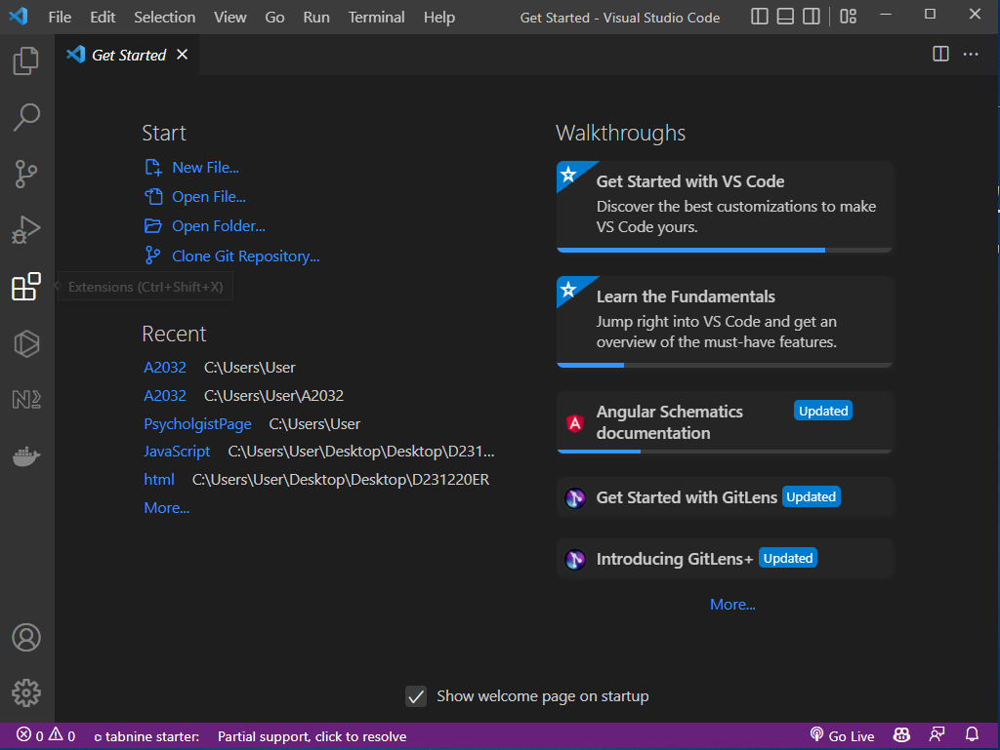 File Edit Selection View Go Run Terminal Help Get Started - Visual Studio Code
Get Started
Start
New File...
Open File...
Open Folder...
Clone Git Repository...
Extensions (Ctrl+Shift+X)
Recent
A2032 C:\Users\User
A2032 C:\Users\User\A2032
PsycholgistPage C:\Users\User
JavaScript C:\Users\User\Desktop\Desktop\D231...
html C:\Users\User\Desktop\Desktop\D231220ER
More...
Walkthroughs
Get Started with VS Code
Discover the best customizations to make
VS Code yours.
Learn the Fundamentals
Jump right into VS Code and get an
overview of the must-have features.
Angular Schematics Updated
documentation
Get Started with GitLens Updated
Introducing GitLens+ Updated
More...
Show welcome page on startup
0 0 tabnine starter: Partial support, click to resolve Go Live